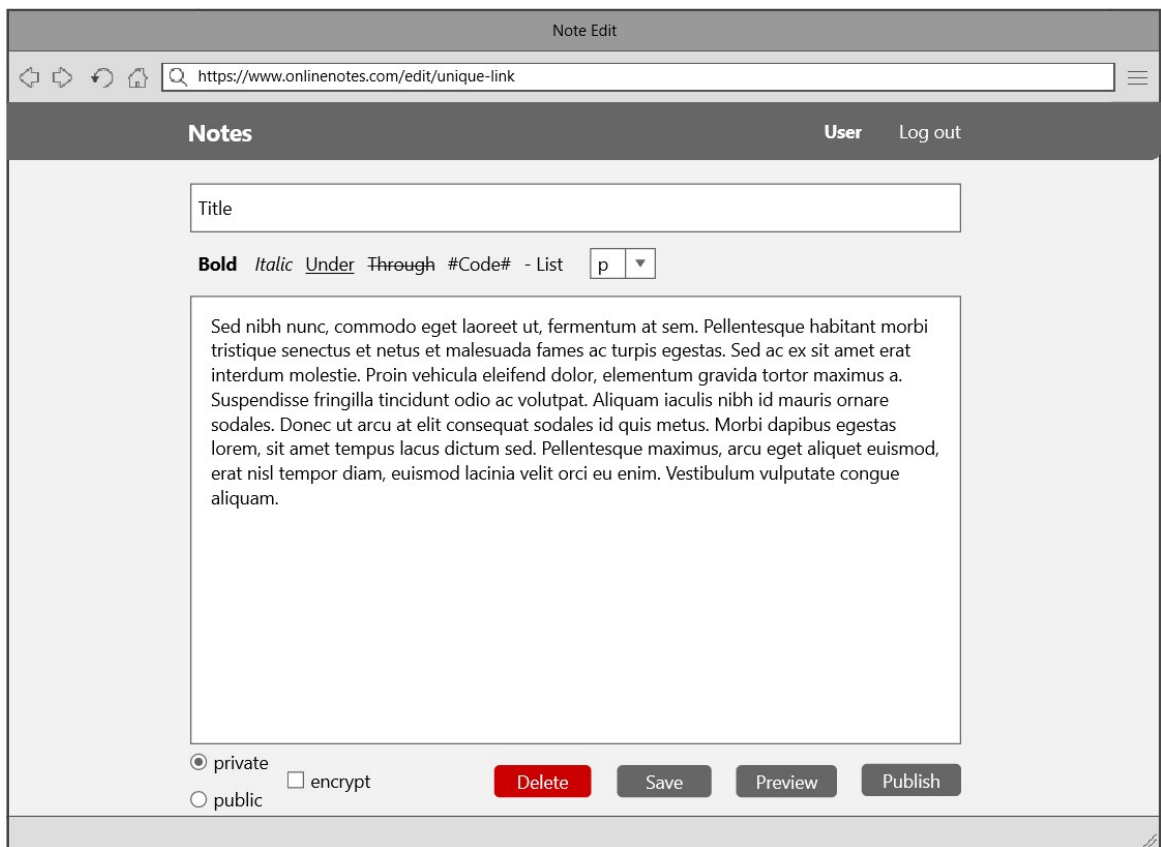 Note Edit
https://www.onlinenotes.com/edit/unique-link
Notes User Log out
Title
Bold Italic Under Through #Code# - List p
Sed nibh nunc, commodo eget laoreet ut, fermentum at sem. Pellentesque habitant morbi
tristique senectus et netus et malesuada fames ac turpis egestas. Sed ac ex sit amet erat
interdum molestie. Proin vehicula eleifend dolor, elementum gravida tortor maximus a.
Suspendisse fringilla tincidunt odio ac volutpat. Aliquam iaculis nibh id mauris ornare
sodales. Donec ut arcu at elit consequat sodales id quis metus. Morbi dapibus egestas
lorem, sit amet tempus lacus dictum sed. Pellentesque maximus, arcu eget aliquet euismod,
erat nisl tempor diam, euismod lacinia velit orci eu enim. Vestibulum vulputate congue
aliquam.
private
encrypt Delete Save Preview Publish
public